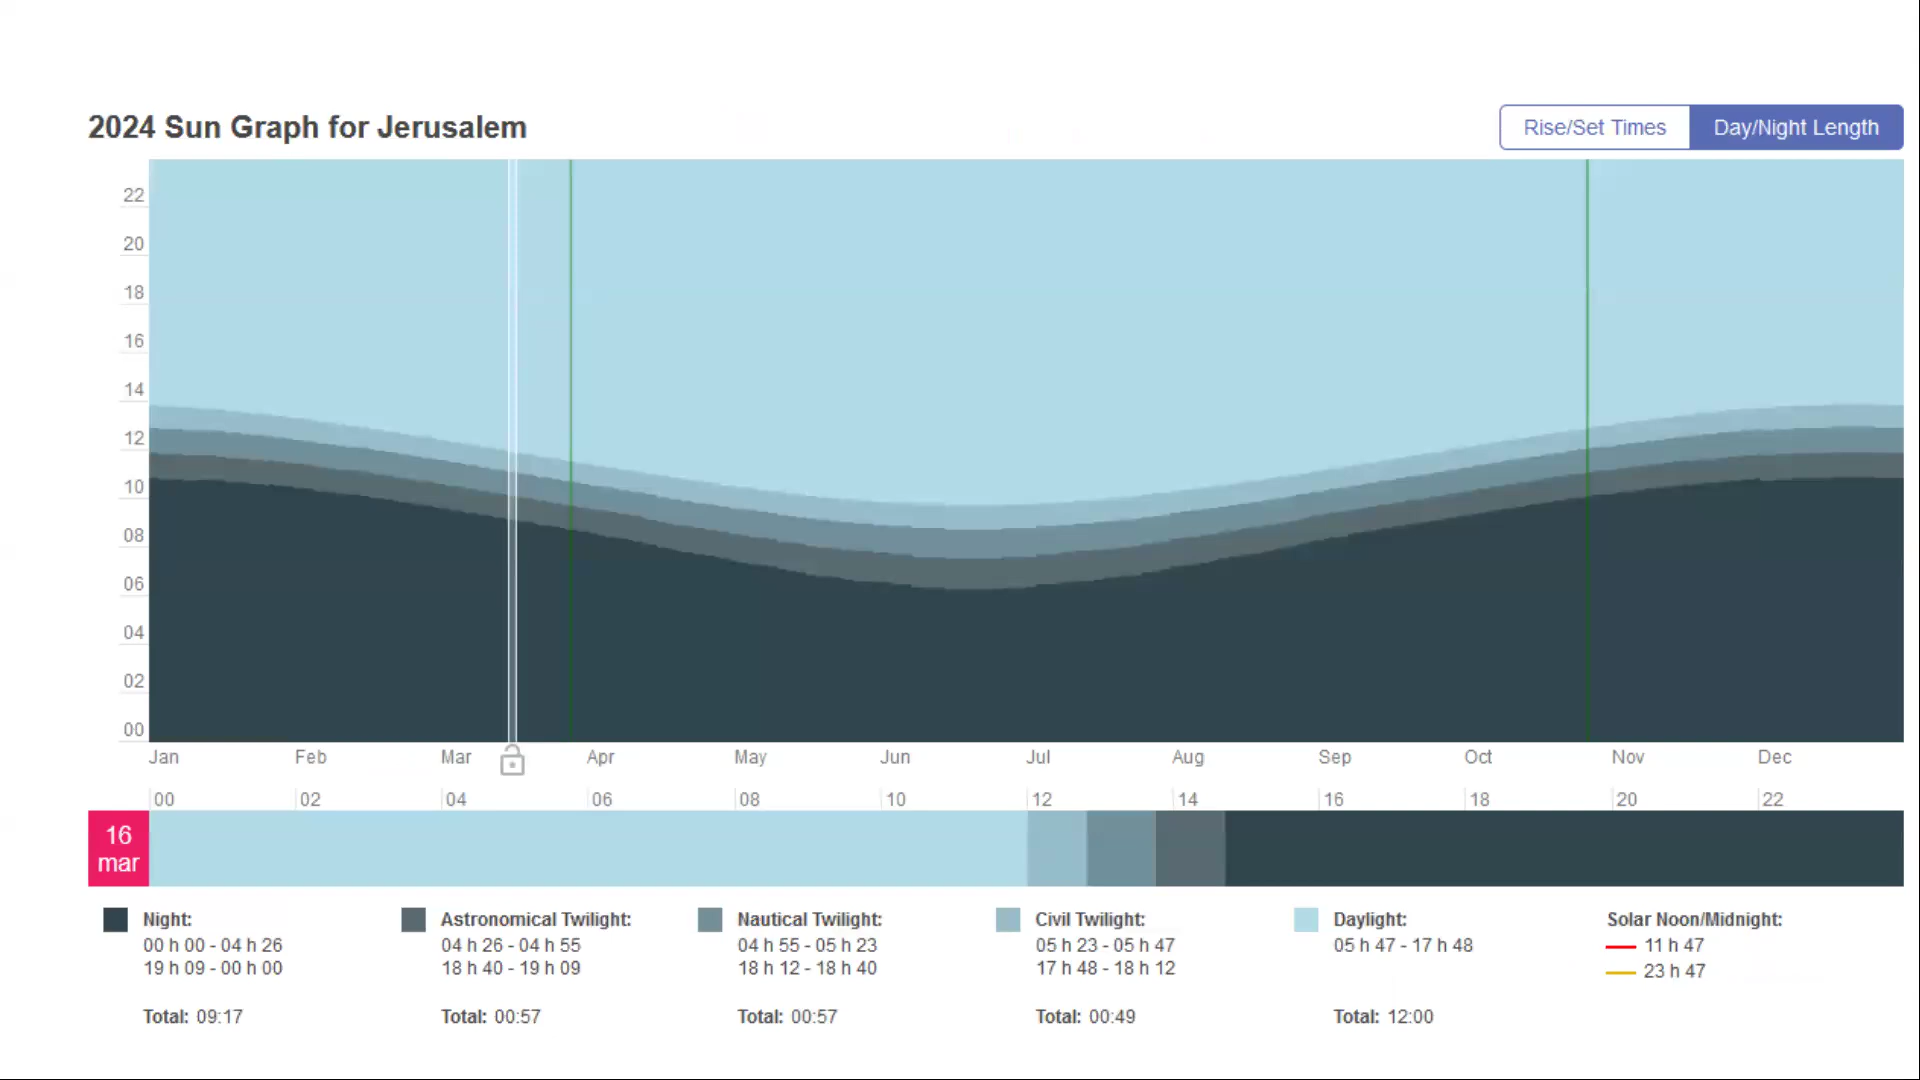 2024 Sun Graph for Jerusalem
Rise/Set Times
Day/Night Length
22
20
18
16
14
12
10
08
06
04
02
00
Jan Feb Mar Apr May Jun Jul Aug Sep Oct Nov Dec
00 02 04 06 08 10 12 14 16 18 20 22
16
mar
Night:
00 h 00 - 04 h 26
19 h 09 - 00 h 00
Total: 09:17
Astronomical Twilight:
04 h 26 - 04 h 55
18 h 40 - 19 h 09
Total: 00:57
Nautical Twilight:
04 h 55 - 05 h 23
18 h 12 - 18 h 40
Total: 00:57
Civil Twilight:
05 h 23 - 05 h 47
17 h 48 - 18 h 12
Total: 00:49
Daylight:
05 h 47 - 17 h 48
Total: 12:00
Solar Noon/Midnight:
11 h 47
23 h 47